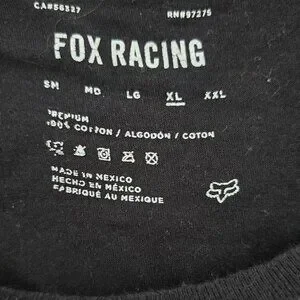 CA#56327 RN#97275
FOX RACING
SM MD LG XL XXL
PREMIUM
100% COTTON / ALGODÓN / COTON
MADE IN MEXICO
HECHO EN MÉXICO
FABRIQUÉ AU MEXIQUE